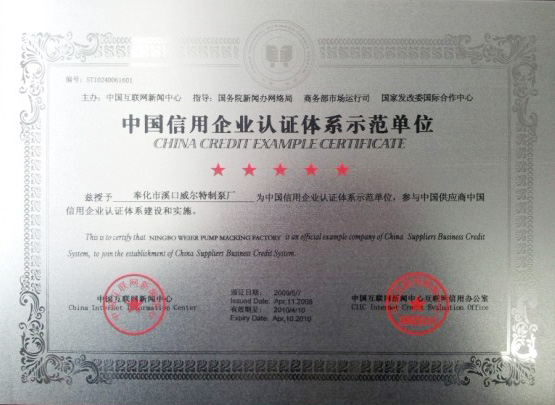 编号: 5710240061601
主办: 中国互联网新闻中心 指导: 国务院新闻办网络局 商务部市场运行司 国家发改委国际合作中心
中国信用企业认证体系示范单位
CHINA CREDIT EXAMPLE CERTIFICATE
兹授予 奉化市溪口威尔特制泵厂 为中国信用企业认证体系示范单位, 参与中国供应商中国
信用企业认证体系建设和实施。
This is to certify that NINGBO WEIER PUMP MACKING FACTORY is an official example company of China Suppliers Business Credit
System, to join the establishment of China Suppliers Business Credit System.
中国互联网新闻中心
China Internet Information Center
颁证日期: 2009/5/7
Issued Date: Apr,11,2009
有效期至: 2010/4/10
Expiry Date: Apr,10,2010
中国互联网新闻中心互联网信用办公室
CIIC Internet Credit Evaluation Office